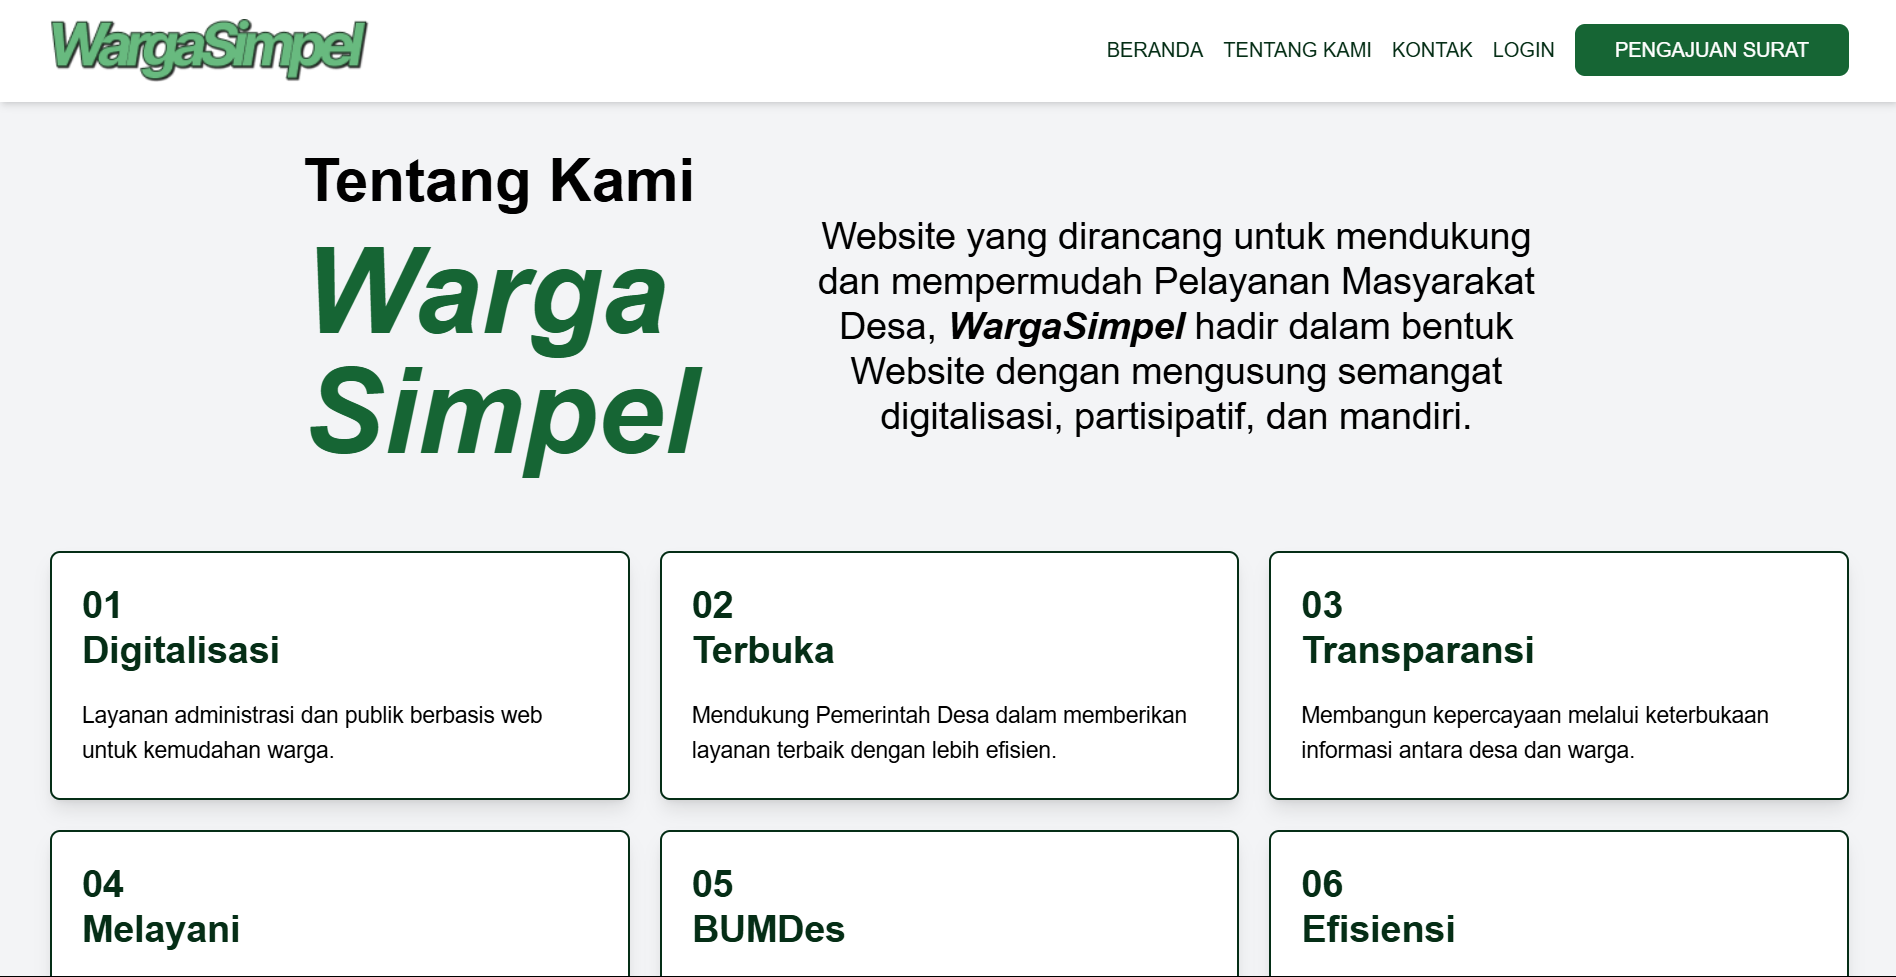 WargaSimpel
BERANDA TENTANG KAMI KONTAK LOGIN PENGAJUAN SURAT
Tentang Kami
Warga
Simpel
Website yang dirancang untuk mendukung
dan mempermudah Pelayanan Masyarakat
Desa, WargaSimpel hadir dalam bentuk
Website dengan mengusung semangat
digitalisasi, partisipatif, dan mandiri.
01
Digitalisasi
Layanan administrasi dan publik berbasis web
untuk kemudahan warga.
02
Terbuka
Mendukung Pemerintah Desa dalam memberikan
layanan terbaik dengan lebih efisien.
03
Transparansi
Membangun kepercayaan melalui keterbukaan
informasi antara desa dan warga.
04
Melayani
05
BUMDes
06
Efisiensi